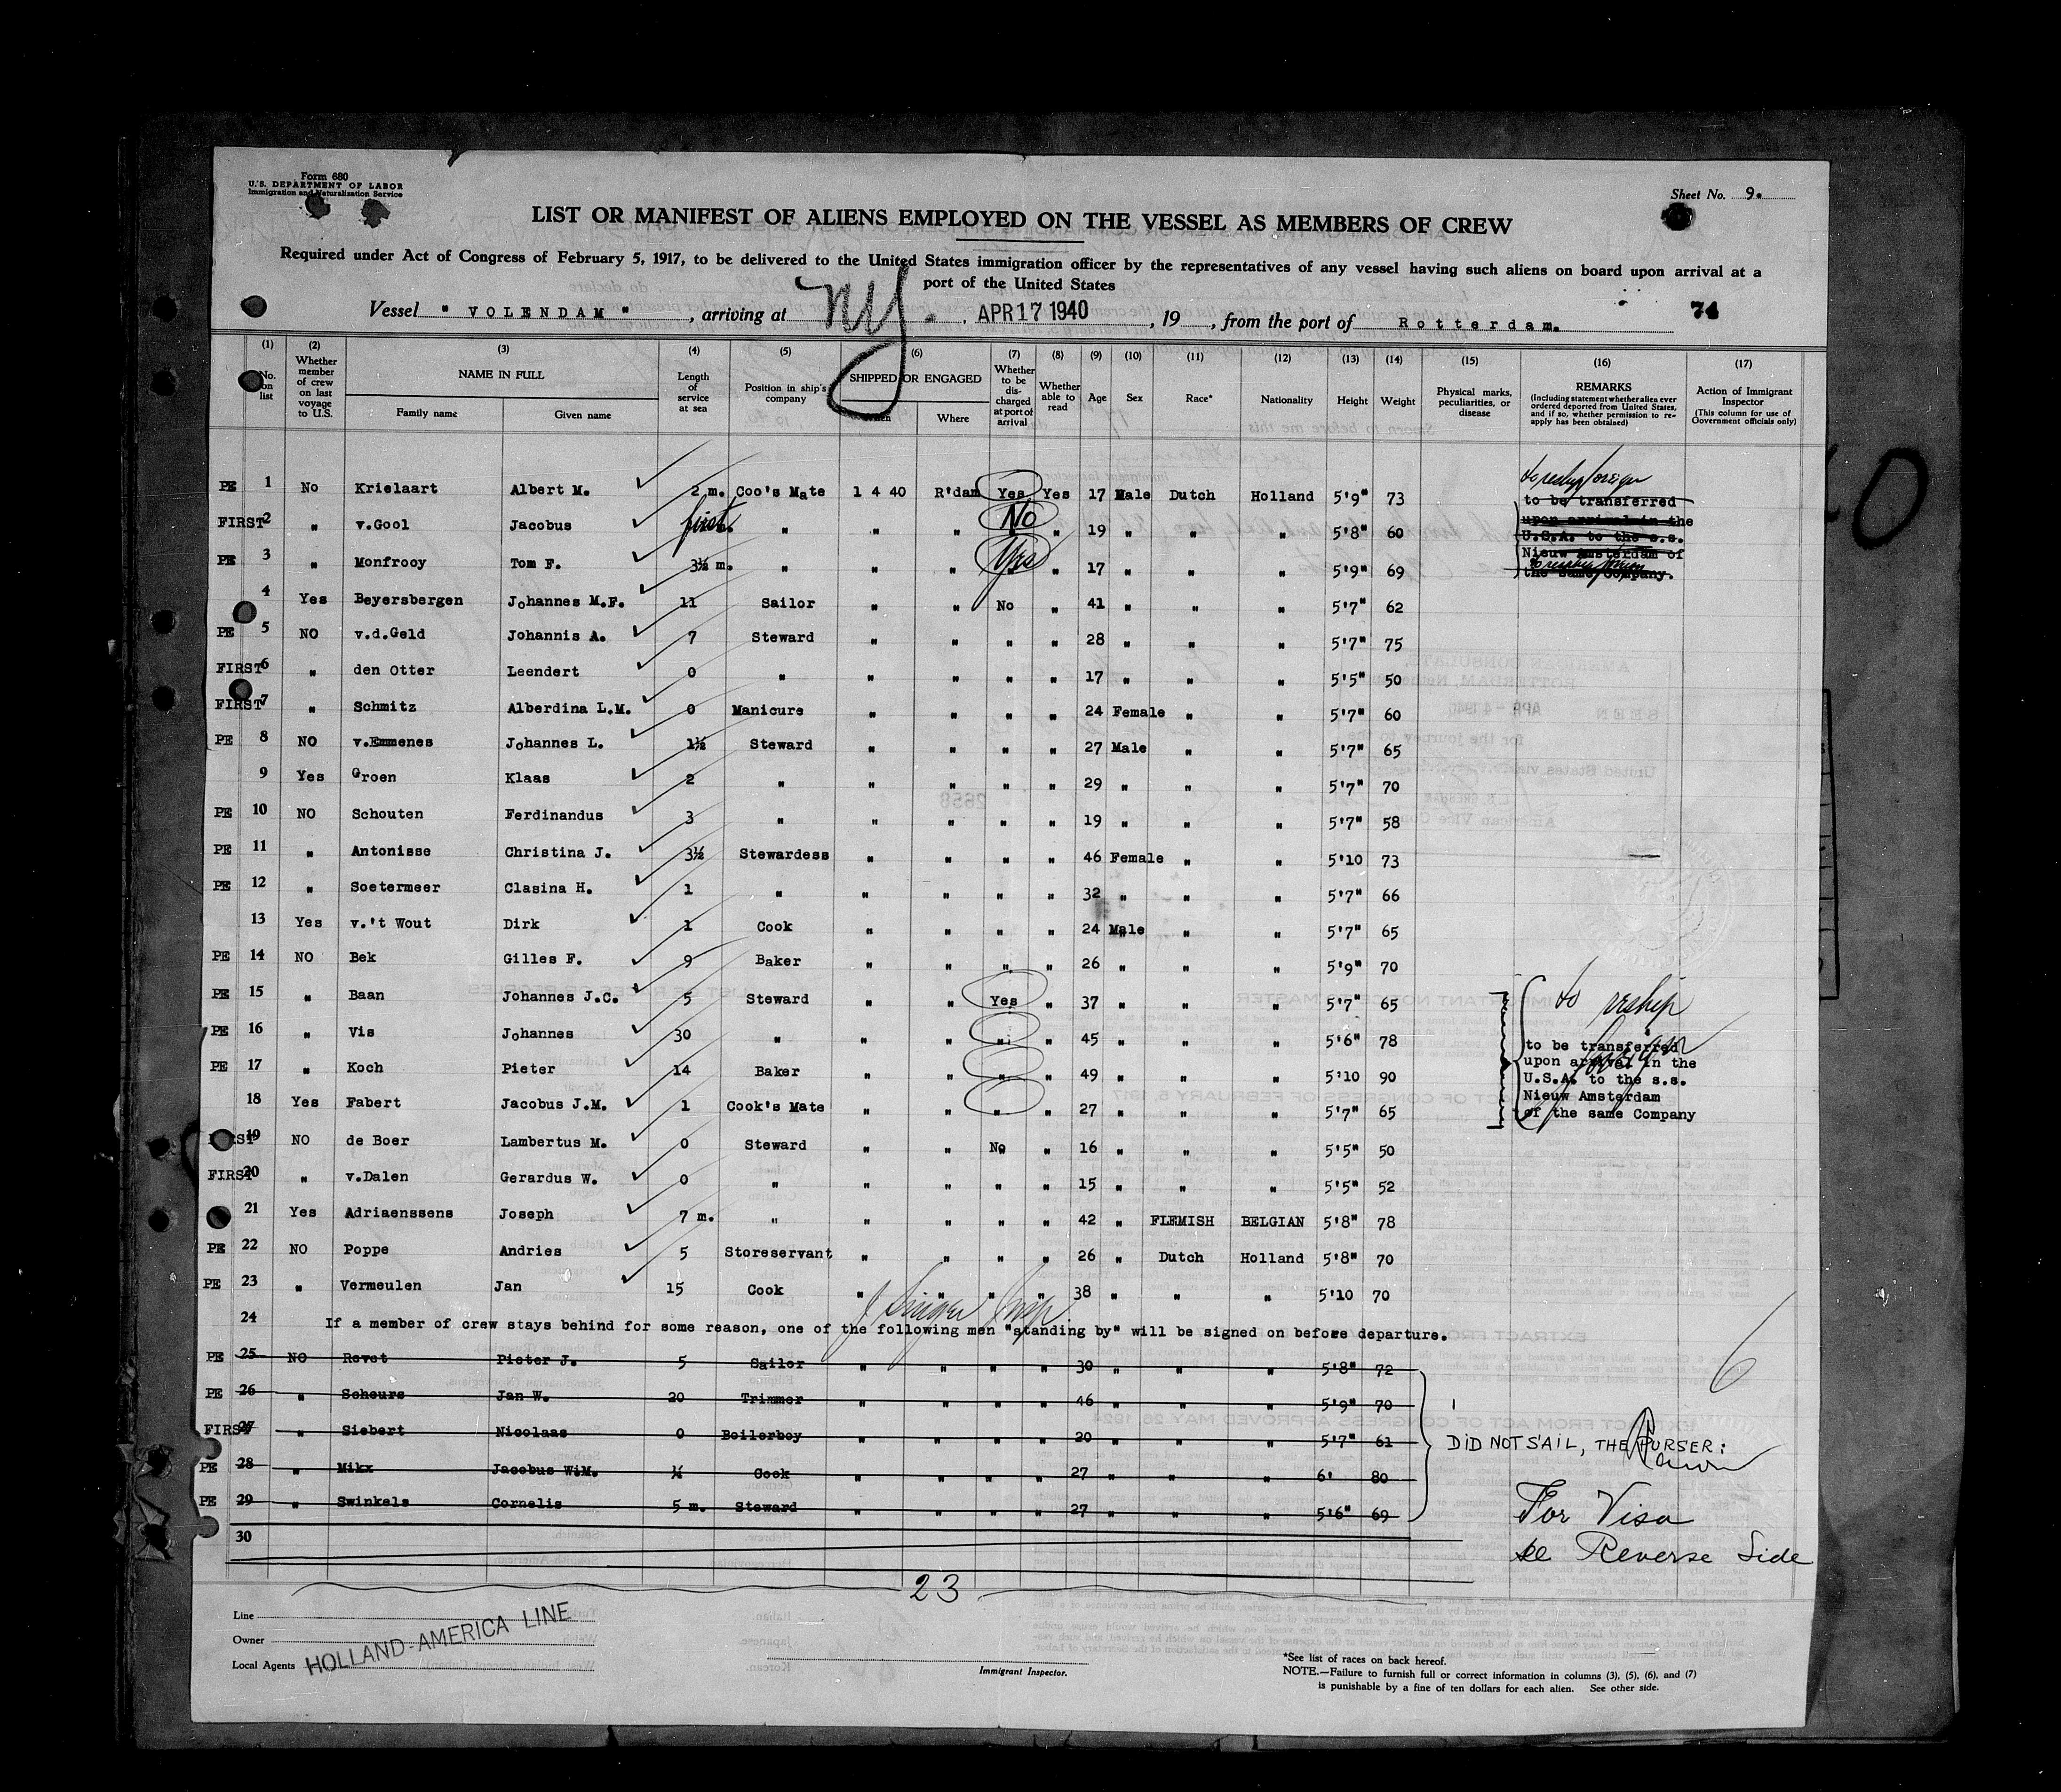 Form 680
U.S. DEPARTMENT OF LABOR
Immigration and Naturalization Service
Sheet No. 9.
LIST OR MANIFEST OF ALIENS EMPLOYED ON THE VESSEL AS MEMBERS OF CREW
Required under Act of Congress of February 5, 1917, to be delivered to the United States immigration officer by the representatives of any vessel having such aliens on board upon arrival at a
port of the United States
Vessel " VOLENDAM ", arriving at NY., APR 17 1940, 19, from the port of Rotterdam. 74
(1) No. on list
(2) Whether member of crew on last voyage to U.S.
(3) NAME IN FULL Family name Given name
(4) Length of service at sea
(5) Position in ship's company
(6) SHIPPED OR ENGAGED When Where
(7) Whether to be discharged at port of arrival
(8) Whether able to read
(9) Age
(10) Sex
(11) Race*
(12) Nationality
(13) Height
(14) Weight
(15) Physical marks, peculiarities, or disease
(16) REMARKS (Including statement whether alien ever ordered deported from United States, and if so, whether permission to reapply has been obtained)
(17) Action of Immigrant Inspector (This column for use of Government officials only)
PE 1 No Krielaart Albert M. 2 m. Coo's Mate 1 4 40 R'dam Yes Yes 17 Male Dutch Holland 5'9" 73
FIRST 2 " v.Gool Jacobus first. " " " No " 19 " " " 5'8" 60
PE 3 " Monfrooy Tom F. 3½ m. " " " Yes " 17 " " " 5'9" 69
to reship foreign
to be transferred
upon arrival in the
U.S.A. to the s.s.
Nieuw Amsterdam of
the same Company.
4 Yes Beyersbergen Johannes M.F. 11 Sailor " " No " 41 " " " 5'7" 62
PE 5 NO v.d.Geld Johannis A. 7 Steward " " " " 28 " " " 5'7" 75
FIRST 6 " den Otter Leendert 0 " " " " " 17 " " " 5'5" 50
FIRST 7 " Schmitz Alberdina L.M. 0 Manicure " " " " 24 Female " " 5'7" 60
PE 8 NO v.Emmenes Johannes L. 1½ Steward " " " " 27 Male " " 5'7" 65
9 Yes Groen Klaas 2 " " " " " 29 " " " 5'7" 70
PE 10 NO Schouten Ferdinandus 3 " " " " " 19 " " " 5'7" 58
PE 11 " Antonisse Christina J. 3½ Stewardess " " " " 46 Female " " 5'10 73
PE 12 " Soetermeer Clasina H. 1 " " " " " 32 " " " 5'7" 66
13 Yes v.'t Wout Dirk 1 Cook " " " " 24 Male " " 5'7" 65
PE 14 NO Bek Gilles F. 9 Baker " " " " 26 " " " 5'9" 70
PE 15 " Baan Johannes J.C. 5 Steward " " Yes " 37 " " " 5'7" 65
PE 16 " Vis Johannes 30 " " " " " 45 " " " 5'6" 78
PE 17 " Koch Pieter 14 Baker " " " " 49 " " " 5'10 90
18 Yes Fabert Jacobus J.M. 1 Cook's Mate " " " " 27 " " " 5'7" 65
to reship
foreign
to be transferred
upon arrival in the
U.S.A. to the s.s.
Nieuw Amsterdam
of the same Company
FIRST 19 NO de Boer Lambertus M. 0 Steward " " No " 16 " " " 5'5" 50
FIRST 20 " v.Dalen Gerardus W. 0 " " " " " 15 " " " 5'5" 52
21 Yes Adriaenssens Joseph 7 m. " " " " " 42 " FLEMISH BELGIAN 5'8" 78
PE 22 NO Poppe Andries 5 Storeservant " " " " 26 " Dutch Holland 5'8" 70
PE 23 " Vermeulen Jan 15 Cook " " " " 38 " " " 5'10 70
J Singer Insp.
24 If a member of crew stays behind for some reason, one of the following men "standing by" will be signed on before departure.
PE 25 NO Revet Pieter J. 5 Sailor " " " " 30 " " " 5'8" 72
PE 26 " Scheurs Jan W. 20 Trimmer " " " " 46 " " " 5'9" 70
FIRST 27 " Siebert Nicolaas 0 Boilerboy " " " " 20 " " " 5'7" 61
PE 28 " Mikx Jacobus W.M. ½ Cook " " " " 27 " " " 6' 80
PE 29 " Swinkels Cornelis 5 m. Steward " " " " 27 " " " 5'6" 69
DID NOT SAIL, THE PURSER:
30
6
For Visa
se Reverse Side
23
Line
Owner
Local Agents
HOLLAND-AMERICA LINE
Immigrant Inspector.
*See list of races on back hereof.
NOTE.—Failure to furnish full or correct information in columns (3), (5), (6), and (7)
is punishable by a fine of ten dollars for each alien. See other side.